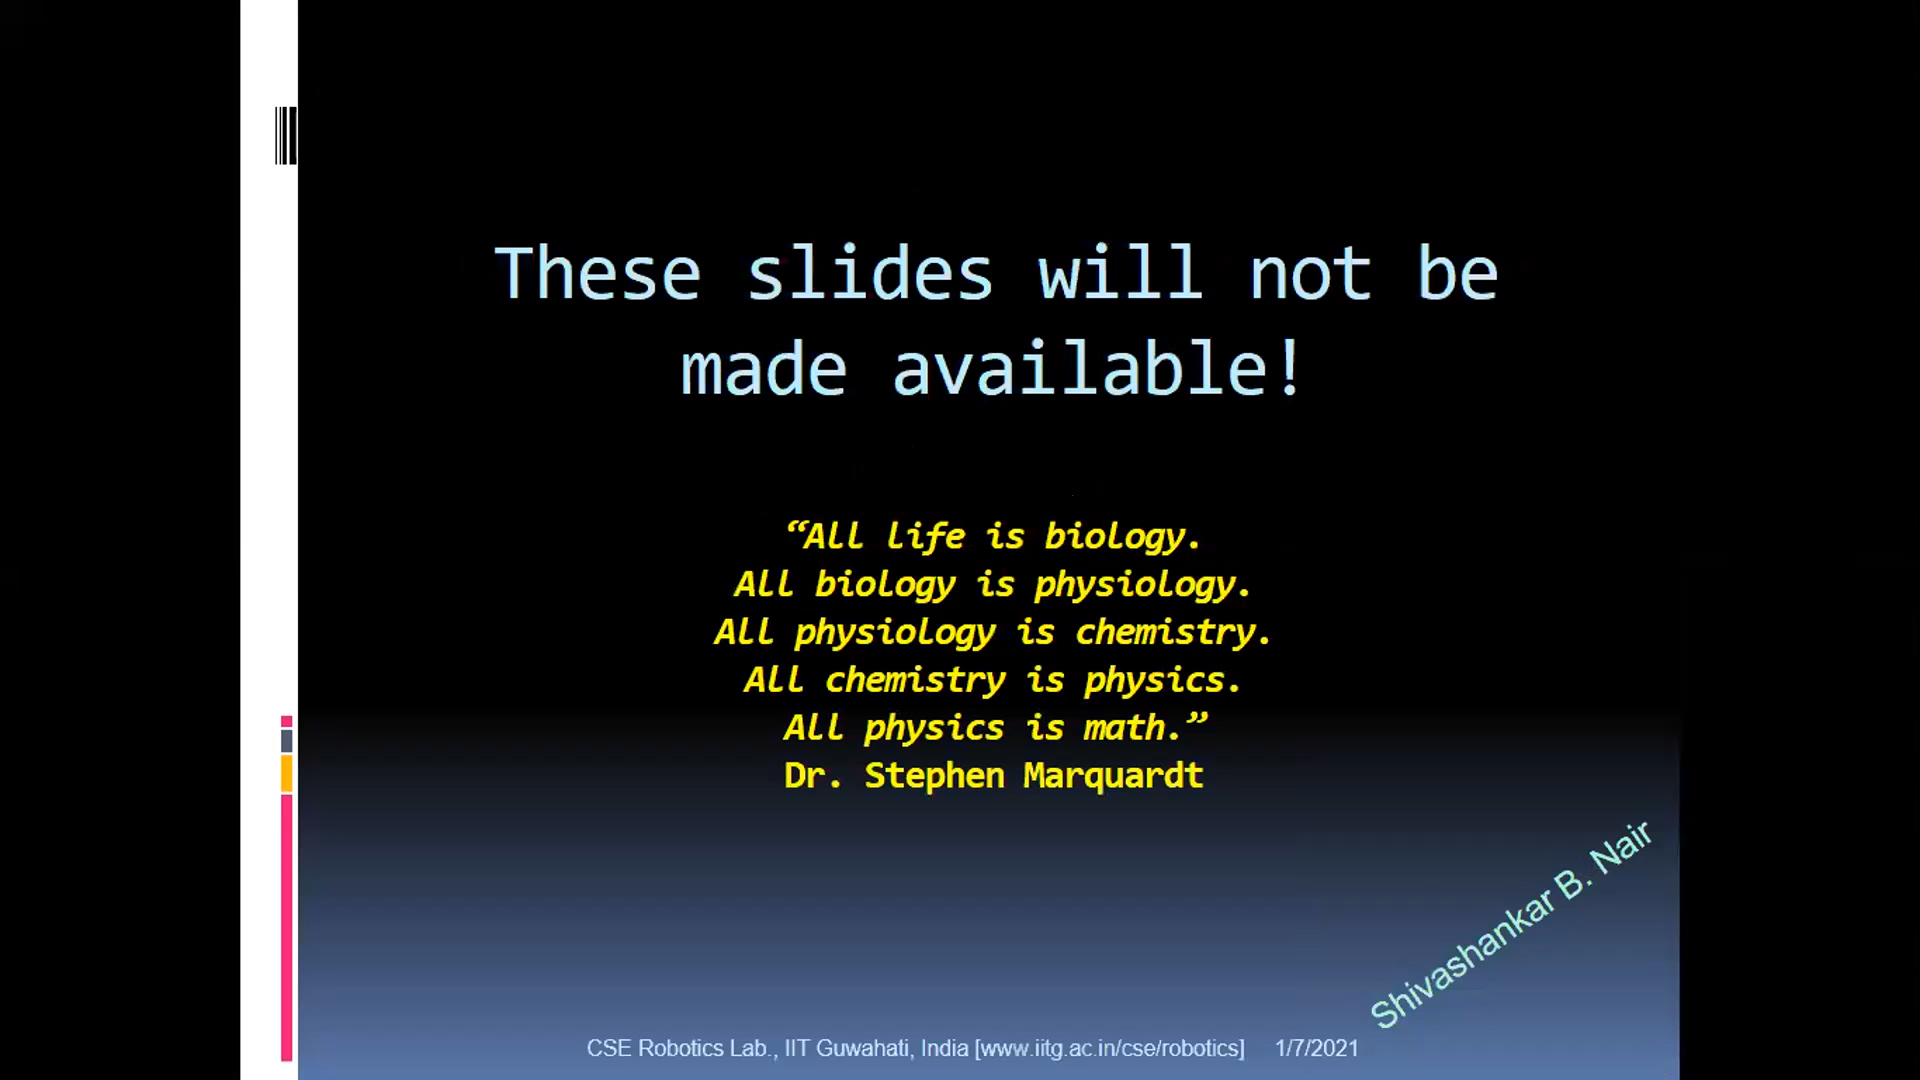 These slides will not be
made available!
“All life is biology.
All biology is physiology.
All physiology is chemistry.
All chemistry is physics.
All physics is math.”
Dr. Stephen Marquardt
Shivashankar B. Nair
CSE Robotics Lab., IIT Guwahati, India [www.iitg.ac.in/cse/robotics] 1/7/2021